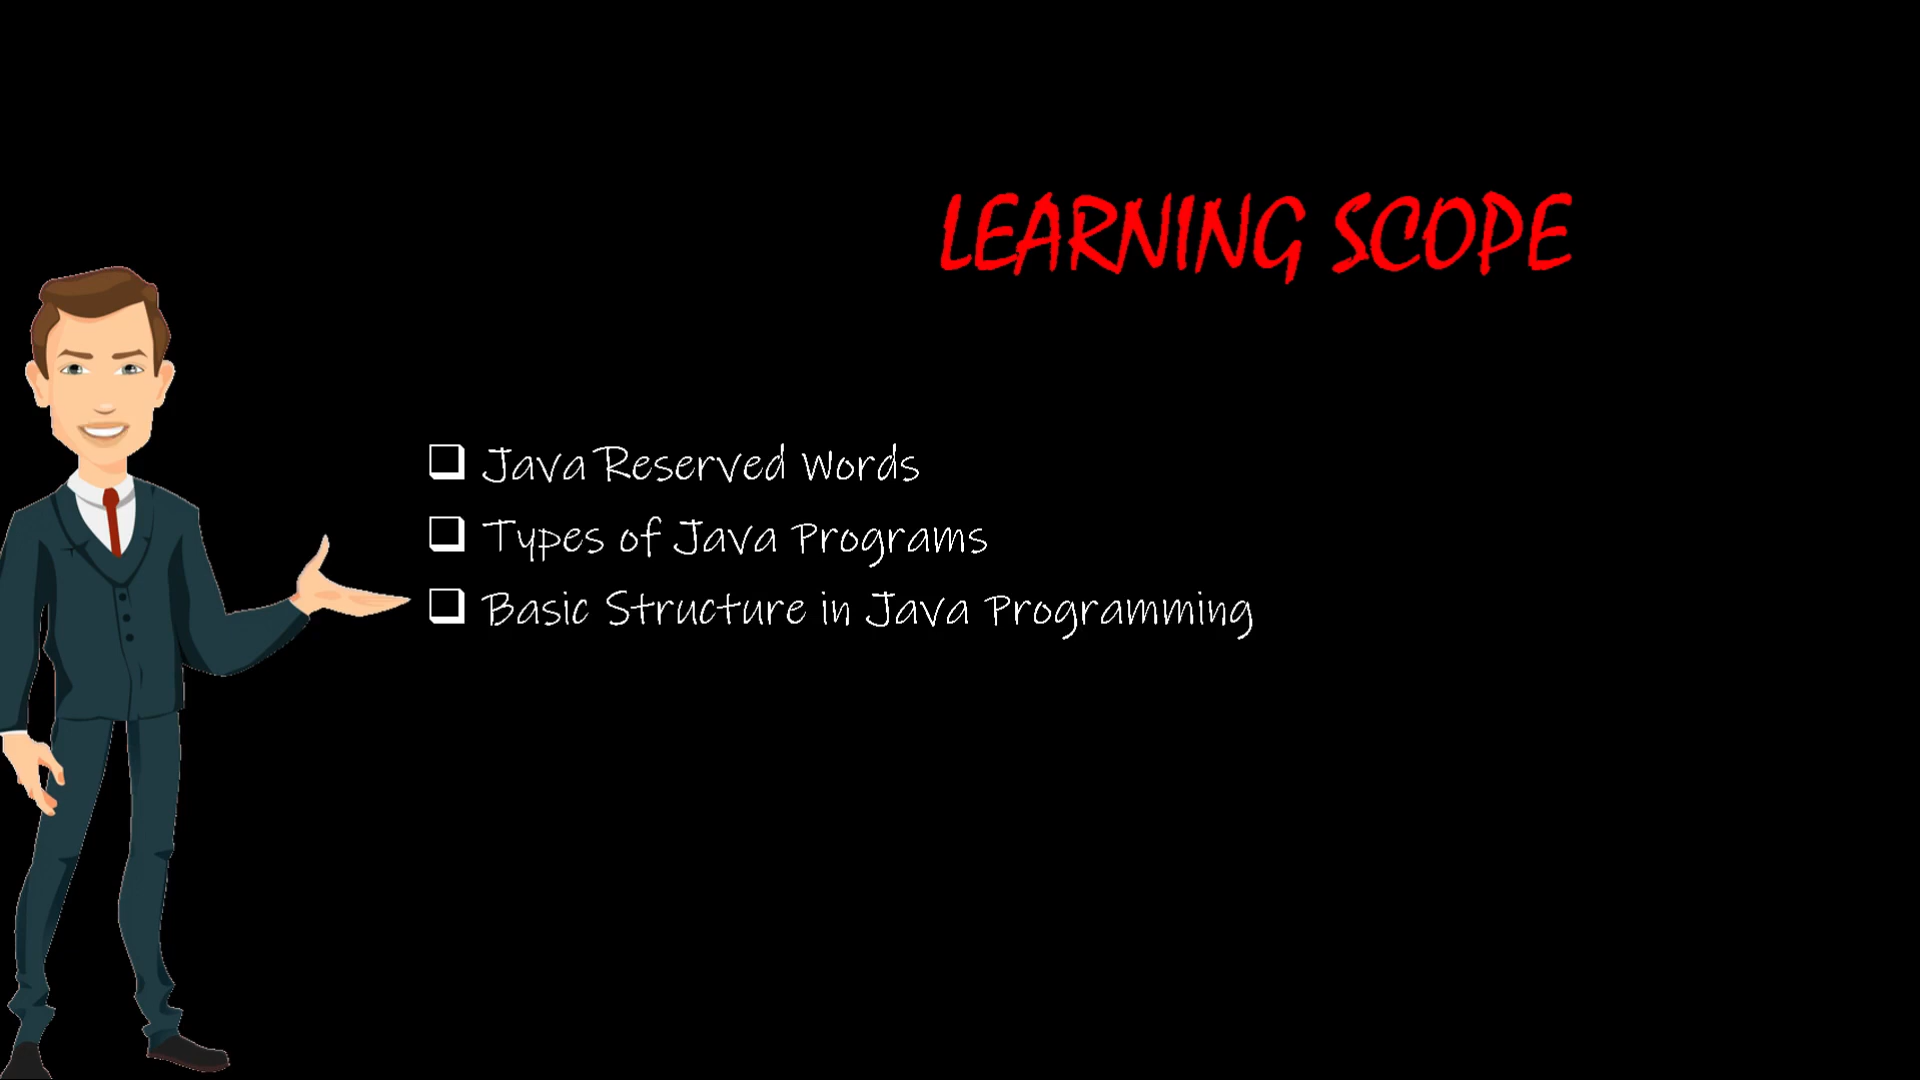 LEARNING SCOPE
Java Reserved Words
Types of Java Programs
Basic Structure in Java Programming